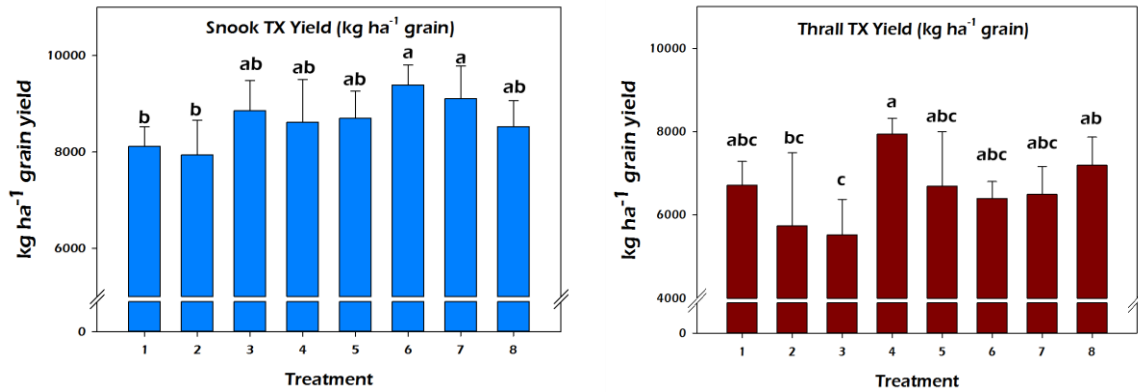 Snook TX Yield (kg ha⁻¹ grain)
kg ha⁻¹ grain yield
10000
8000
6000
0
b b ab ab ab a a ab
1 2 3 4 5 6 7 8
Treatment
Thrall TX Yield (kg ha⁻¹ grain)
kg ha⁻¹ grain yield
10000
8000
6000
4000
0
abc bc c a abc abc abc ab
1 2 3 4 5 6 7 8
Treatment